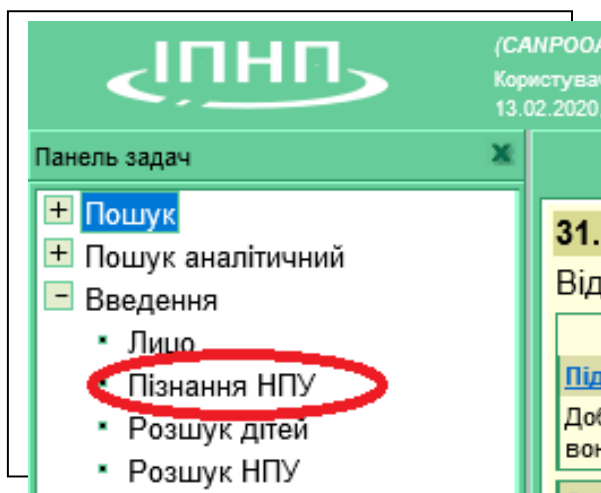 ІПНП
(CANPOOA
Користувач
13.02.2020.
Панель задач
Пошук
31.
Пошук аналітичний
Від
Введення
Лицо
Під
Пізнання НПУ
Доб
Розшук дітей
вон
Розшук НПУ